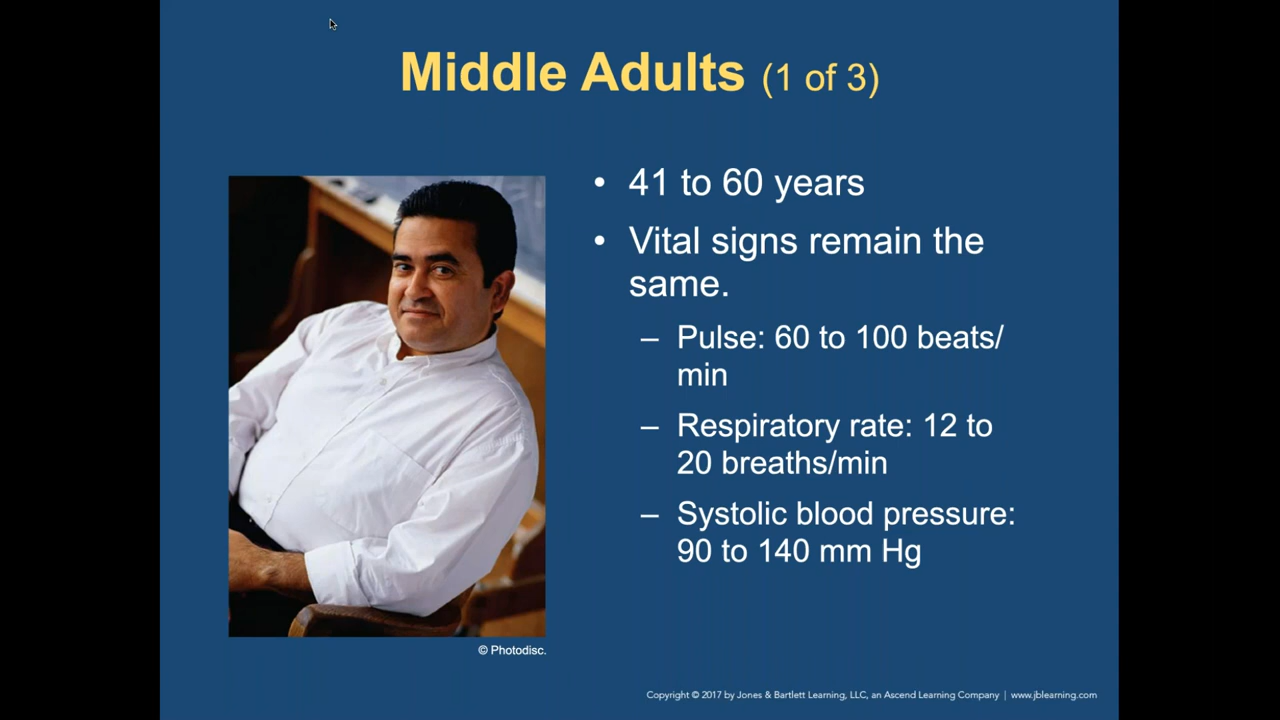 Middle Adults (1 of 3)
• 41 to 60 years
• Vital signs remain the
same.
– Pulse: 60 to 100 beats/
min
– Respiratory rate: 12 to
20 breaths/min
– Systolic blood pressure:
90 to 140 mm Hg
© Photodisc.
Copyright © 2017 by Jones & Bartlett Learning, LLC, an Ascend Learning Company | www.jblearning.com